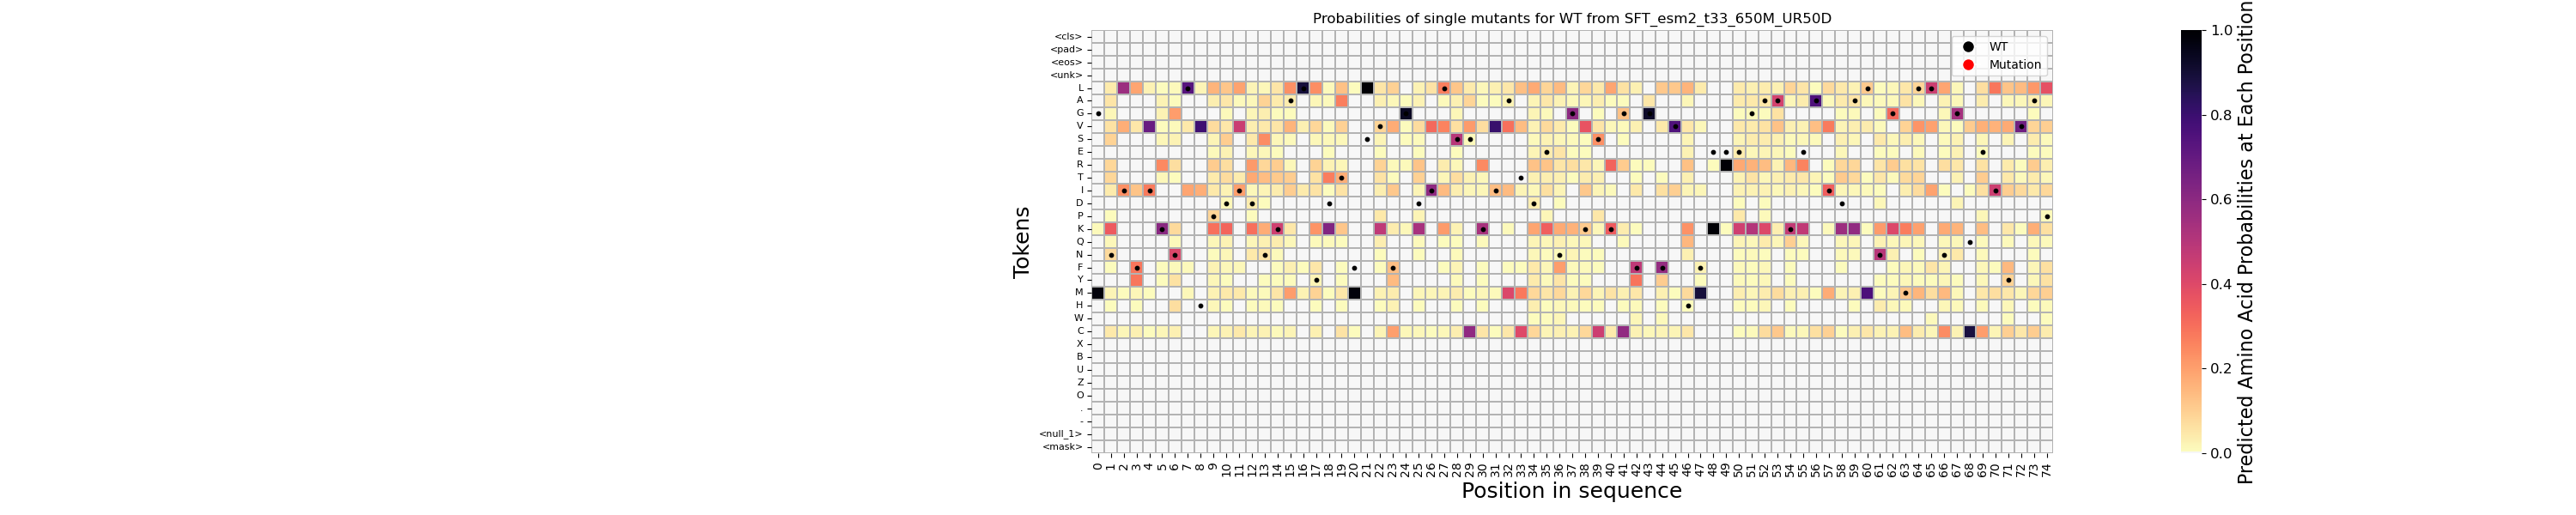 Probabilities of single mutants for WT from SFT_esm2_t33_650M_UR50D
<cls>
<pad>
<eos>
<unk>
L
A
G
V
S
E
R
T
I
D
P
K
Q
N
F
Y
M
H
W
C
X
B
U
Z
O
.
-
<null_1>
<mask>
Tokens
WT
Mutation
0 1 2 3 4 5 6 7 8 9 10 11 12 13 14 15 16 17 18 19 20 21 22 23 24 25 26 27 28 29 30 31 32 33 34 35 36 37 38 39 40 41 42 43 44 45 46 47 48 49 50 51 52 53 54 55 56 57 58 59 60 61 62 63 64 65 66 67 68 69 70 71 72 73 74
Position in sequence
1.0
0.8
0.6
0.4
0.2
0.0
Predicted Amino Acid Probabilities at Each Position